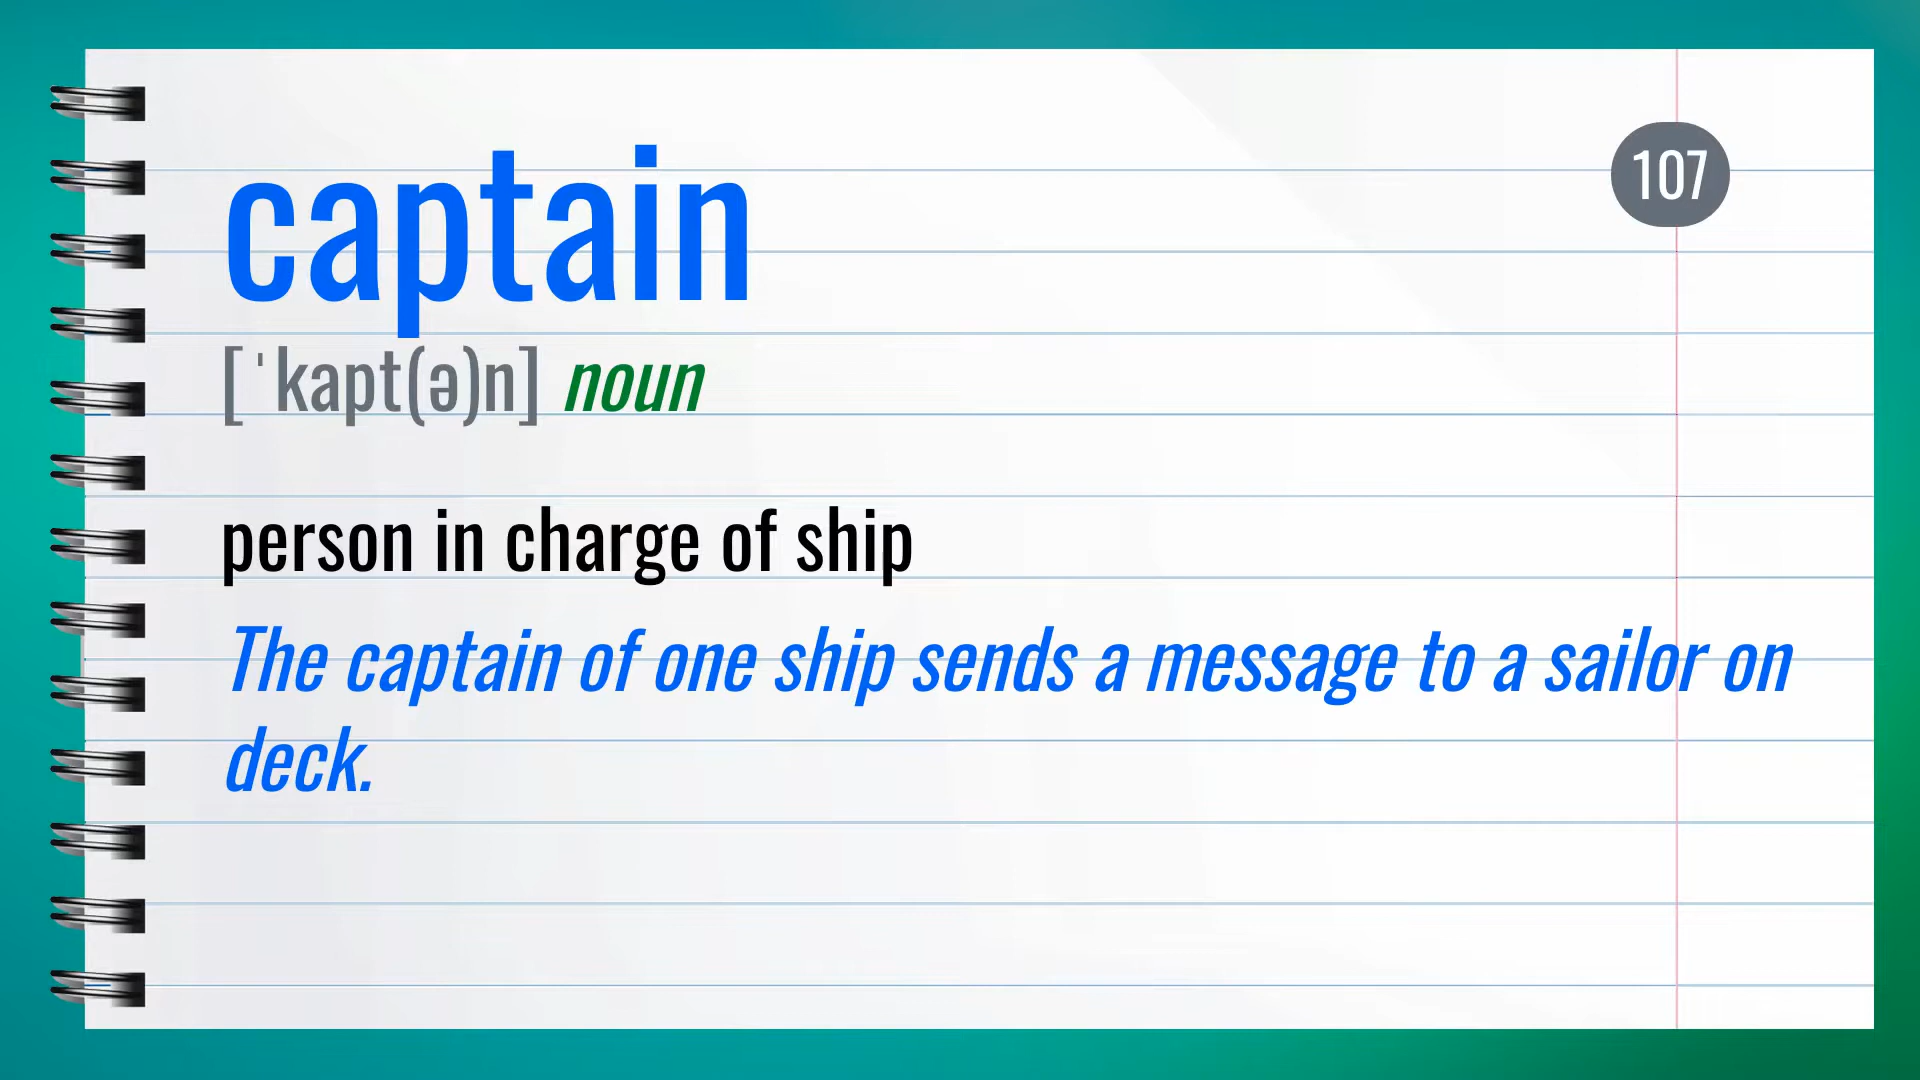 captain
107
[ˈkapt(ə)n] noun
person in charge of ship
The captain of one ship sends a message to a sailor on
deck.